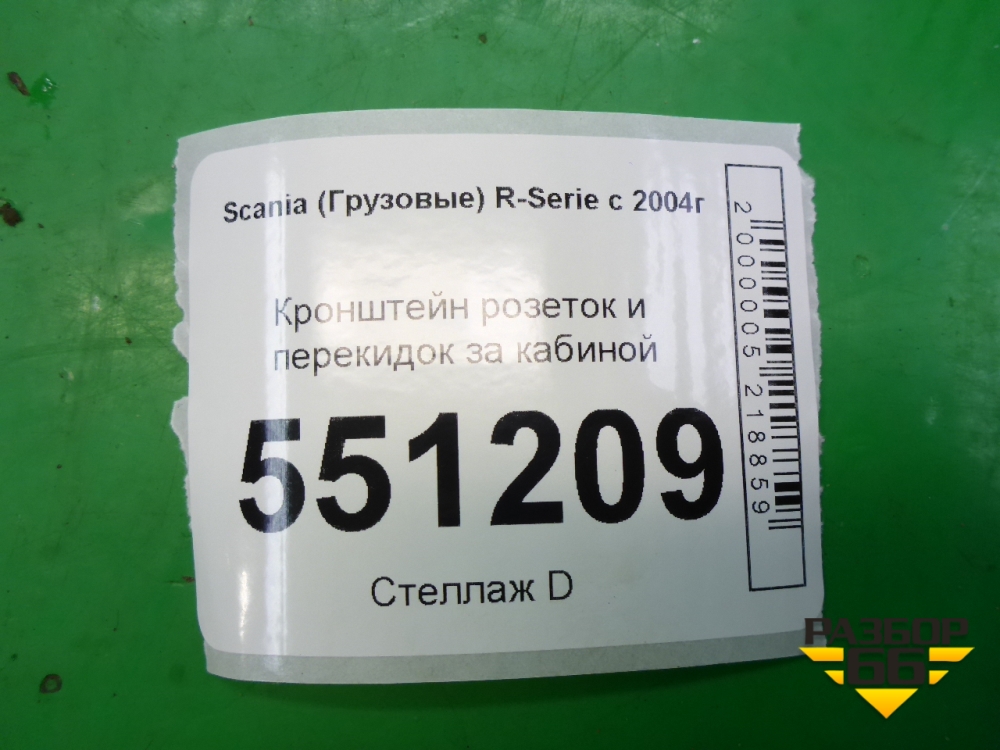 Scania (Грузовые) R-Serie с 2004г
Кронштейн розеток и
перекидок за кабиной
551209
Стеллаж D
2000005218859
РАЗБОР
66